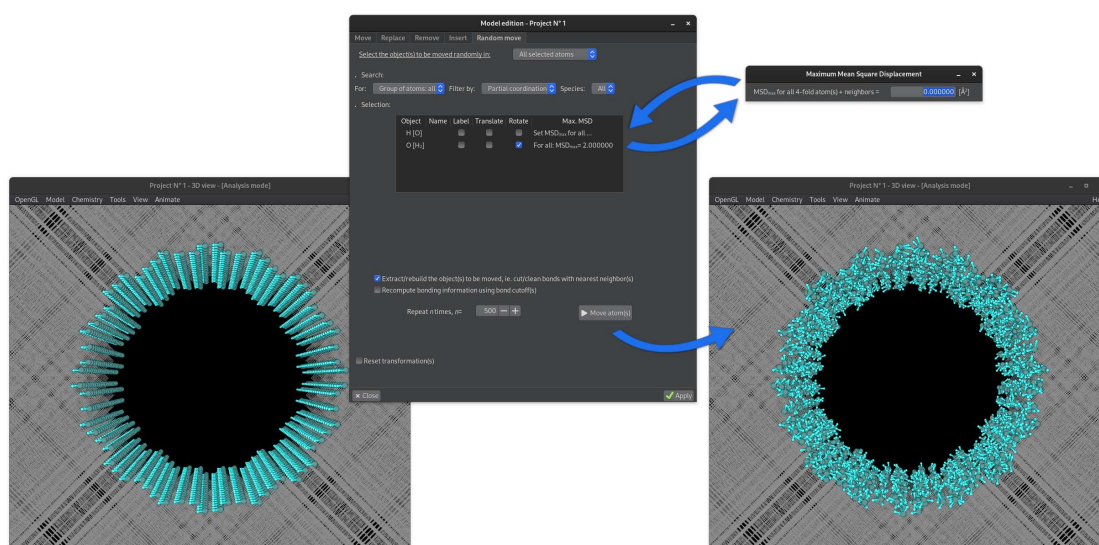 Model edition - Project N°1
Move Replace Remove Insert Random move
Select the object(s) to be moved randomly in: All selected atoms
. Search:
For: Group of atoms: all Filter by: Partial coordination Species: All
. Selection:
Object Name Label Translate Rotate Max. MSD
H [O] Set MSDₘₐₓ for all ...
O [H₂] For all: MSDₘₐₓ= 2.000000
Extract/rebuild the object(s) to be moved, ie. cut/clean bonds with nearest neighbor(s)
Recompute bonding information using bond cutoff(s)
Repeat n times, n= 500 − + Move atom(s)
Reset transformation(s)
Close Apply
Maximum Mean Square Displacement
MSDₘₐₓ for all 4-fold atom(s) + neighbors = 0.000000 [Å²]
Project N°1 - 3D view - [Analysis mode]
OpenGL Model Chemistry Tools View Animate
Project N°1 - 3D view - [Analysis mode]
OpenGL Model Chemistry Tools View Animate He